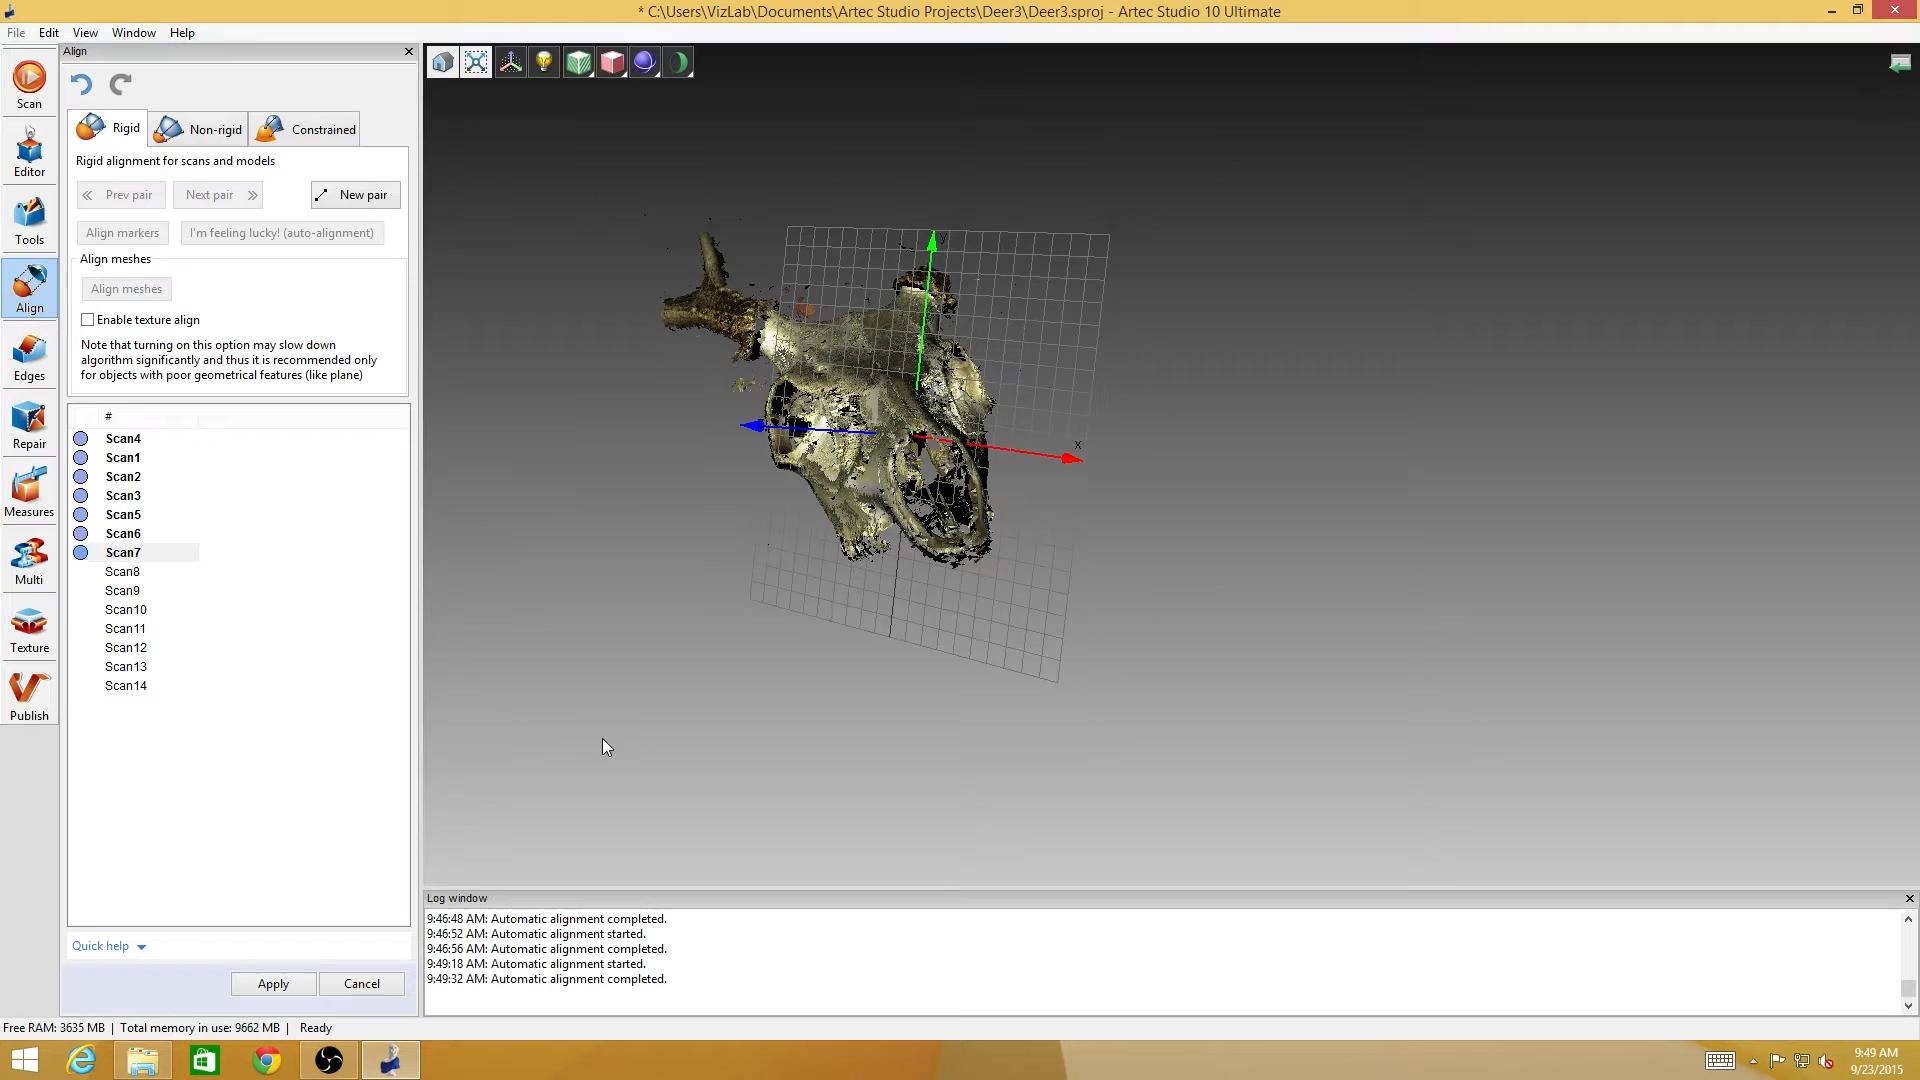 * C:\Users\VizLab\Documents\Artec Studio Projects\Deer3\Deer3.sproj - Artec Studio 10 Ultimate
File Edit View Window Help
Align
Scan
Editor
Tools
Align
Edges
Repair
Measures
Multi
Texture
Publish
Rigid Non-rigid Constrained
Rigid alignment for scans and models
Prev pair Next pair New pair
Align markers I'm feeling lucky! (auto-alignment)
Align meshes
Align meshes
Enable texture align
Note that turning on this option may slow down
algorithm significantly and thus it is recommended only
for objects with poor geometrical features (like plane)
#
Scan4
Scan1
Scan2
Scan3
Scan5
Scan6
Scan7
Scan8
Scan9
Scan10
Scan11
Scan12
Scan13
Scan14
Quick help
Apply Cancel
y
x
Log window
9:46:48 AM: Automatic alignment completed.
9:46:52 AM: Automatic alignment started.
9:46:56 AM: Automatic alignment completed.
9:49:18 AM: Automatic alignment started.
9:49:32 AM: Automatic alignment completed.
Free RAM: 3635 MB | Total memory in use: 9662 MB | Ready
9:49 AM
9/23/2015